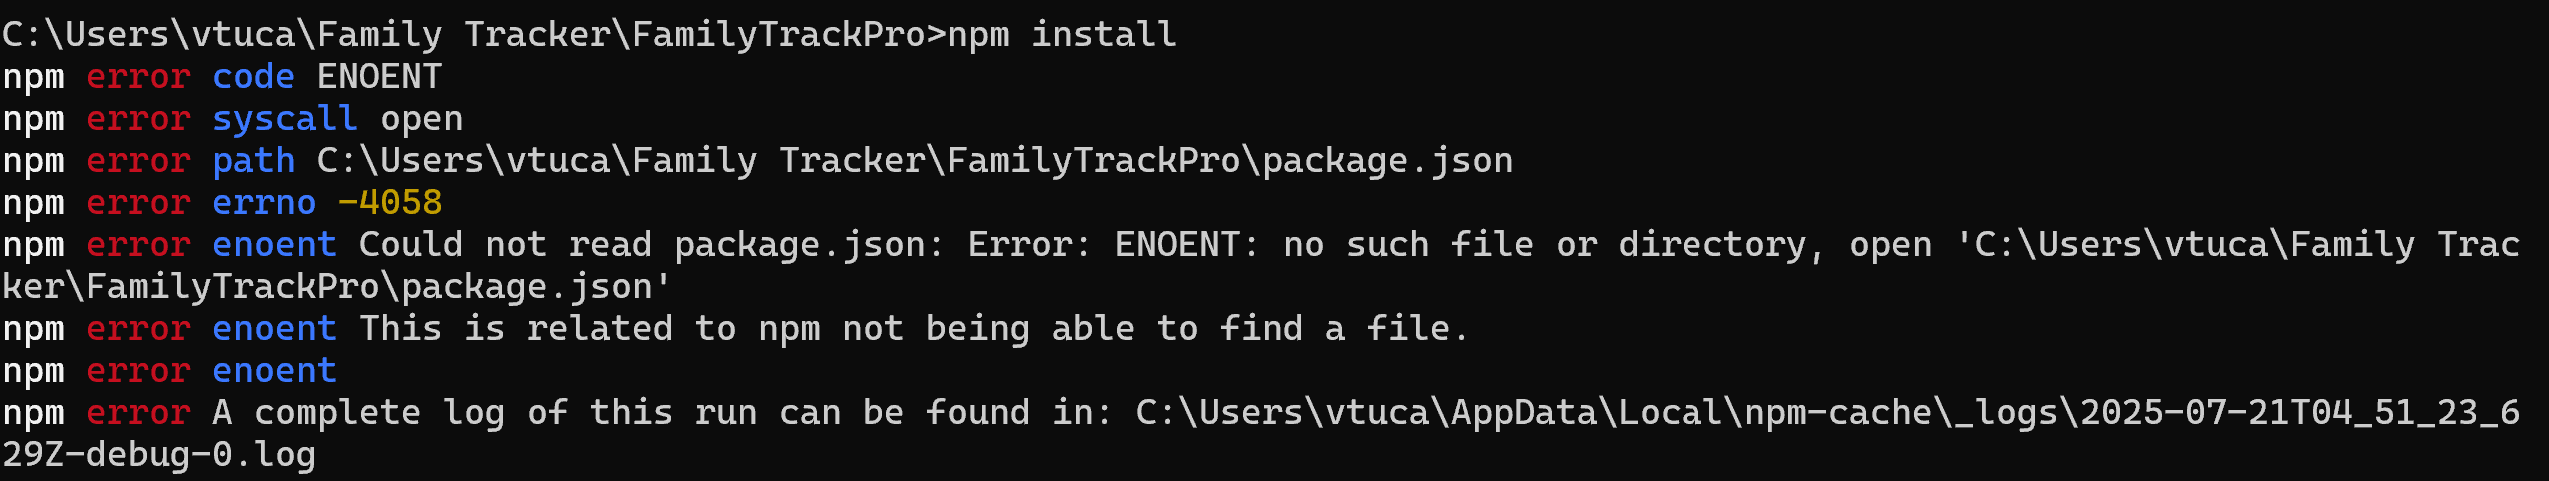 C:\Users\vtuca\Family Tracker\FamilyTrackPro>npm install
npm error code ENOENT
npm error syscall open
npm error path C:\Users\vtuca\Family Tracker\FamilyTrackPro\package.json
npm error errno -4058
npm error enoent Could not read package.json: Error: ENOENT: no such file or directory, open 'C:\Users\vtuca\Family Trac
ker\FamilyTrackPro\package.json'
npm error enoent This is related to npm not being able to find a file.
npm error enoent
npm error A complete log of this run can be found in: C:\Users\vtuca\AppData\Local\npm-cache\_logs\2025-07-21T04_51_23_6
29Z-debug-0.log